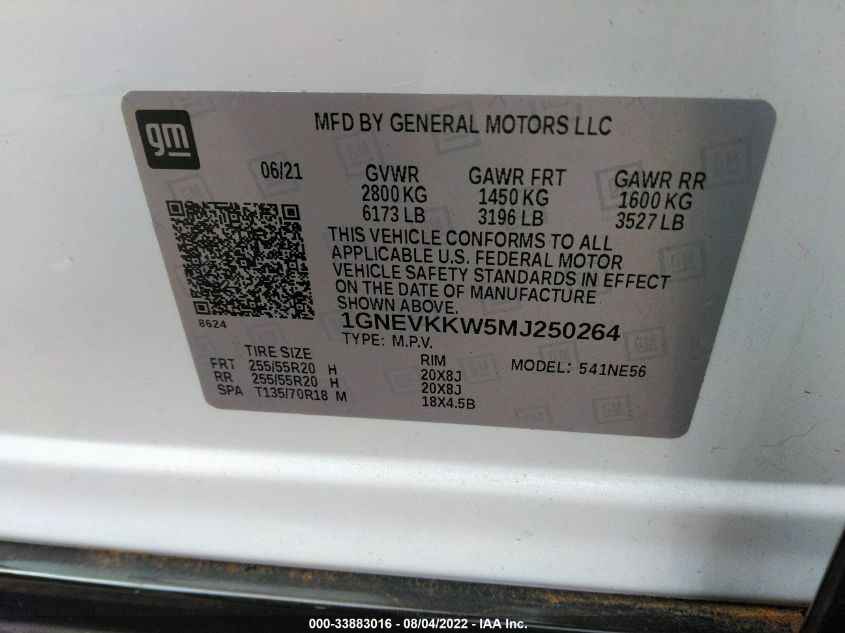 gm
MFD BY GENERAL MOTORS LLC
06/21
GVWR GAWR FRT GAWR RR
2800 KG 1450 KG 1600 KG
6173 LB 3196 LB 3527 LB
THIS VEHICLE CONFORMS TO ALL
APPLICABLE U.S. FEDERAL MOTOR
VEHICLE SAFETY STANDARDS IN EFFECT
ON THE DATE OF MANUFACTURE
SHOWN ABOVE.
8624
1GNEVKKW5MJ250264
TYPE: M.P.V.
TIRE SIZE RIM MODEL: 541NE56
FRT 255/55R20 H 20X8J
RR 255/55R20 H 20X8J
SPA T135/70R18 M 18X4.5B
000-33883016 - 08/04/2022 - IAA Inc.